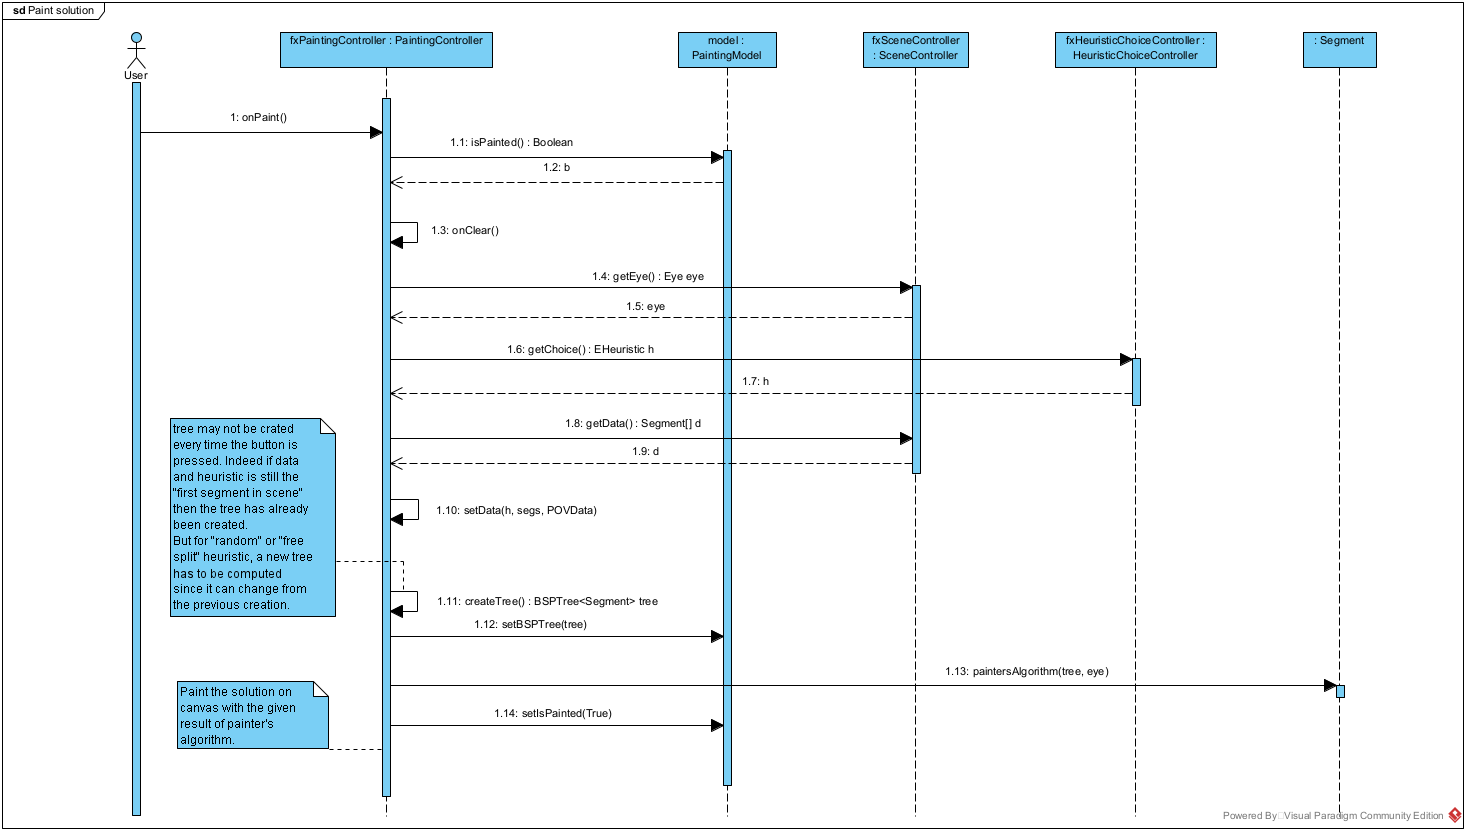 sd Paint solution
User
fxPaintingController : PaintingController
model :
PaintingModel
fxSceneController
: SceneController
fxHeuristicChoiceController :
HeuristicChoiceController
: Segment
1: onPaint()
1.1: isPainted() : Boolean
1.2: b
1.3: onClear()
1.4: getEye() : Eye eye
1.5: eye
1.6: getChoice() : EHeuristic h
1.7: h
1.8: getData() : Segment[] d
1.9: d
tree may not be crated
every time the button is
pressed. Indeed if data
and heuristic is still the
"first segment in scene"
then the tree has already
been created.
But for "random" or "free
split" heuristic, a new tree
has to be computed
since it can change from
the previous creation.
1.10: setData(h, segs, POVData)
1.11: createTree() : BSPTree<Segment> tree
1.12: setBSPTree(tree)
1.13: paintersAlgorithm(tree, eye)
Paint the solution on
canvas with the given
result of painter's
algorithm.
1.14: setIsPainted(True)
Powered By Visual Paradigm Community Edition